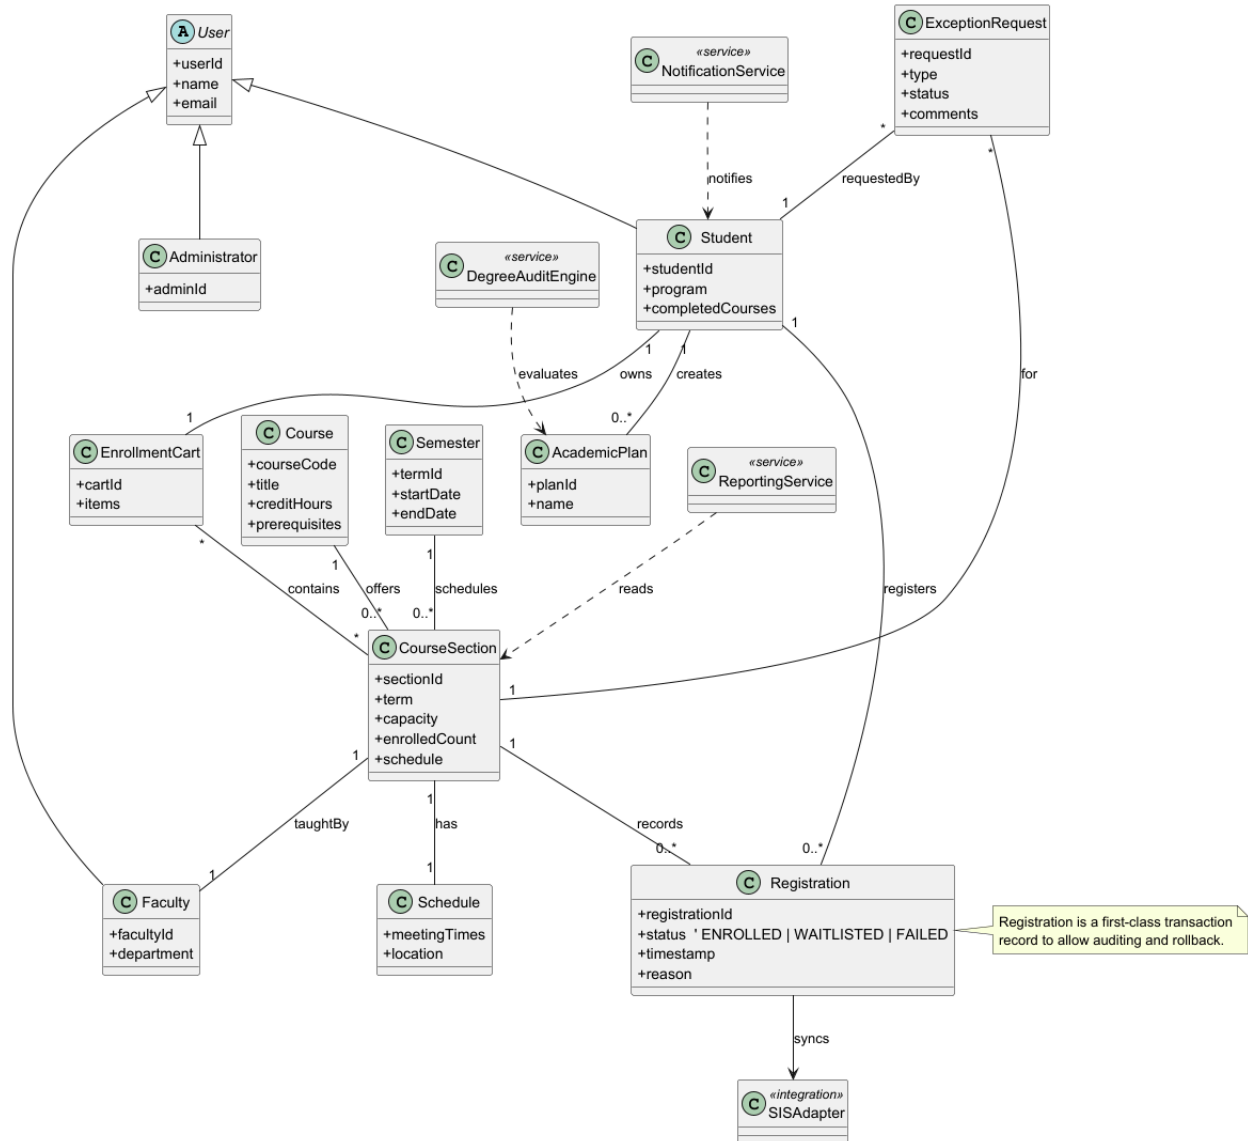 A User
+userId
+name
+email
C «service»
NotificationService
C ExceptionRequest
+requestId
+type
+status
+comments
*
*
notifies
requestedBy
1
C Administrator
+adminId
C «service»
DegreeAuditEngine
C Student
+studentId
+program
+completedCourses
1
1
1
evaluates
owns
creates
for
1
0..*
C EnrollmentCart
+cartId
+items
C Course
+courseCode
+title
+creditHours
+prerequisites
C Semester
+termId
+startDate
+endDate
C AcademicPlan
+planId
+name
C «service»
ReportingService
*
1
1
contains
offers
schedules
reads
registers
0..*
0..*
*
C CourseSection
+sectionId
+term
+capacity
+enrolledCount
+schedule
1
1
1
1
taughtBy
has
records
1
1
0..*
0..*
C Faculty
+facultyId
+department
C Schedule
+meetingTimes
+location
C Registration
+registrationId
+status ' ENROLLED | WAITLISTED | FAILED
+timestamp
+reason
Registration is a first-class transaction
record to allow auditing and rollback.
syncs
C «integration»
SISAdapter